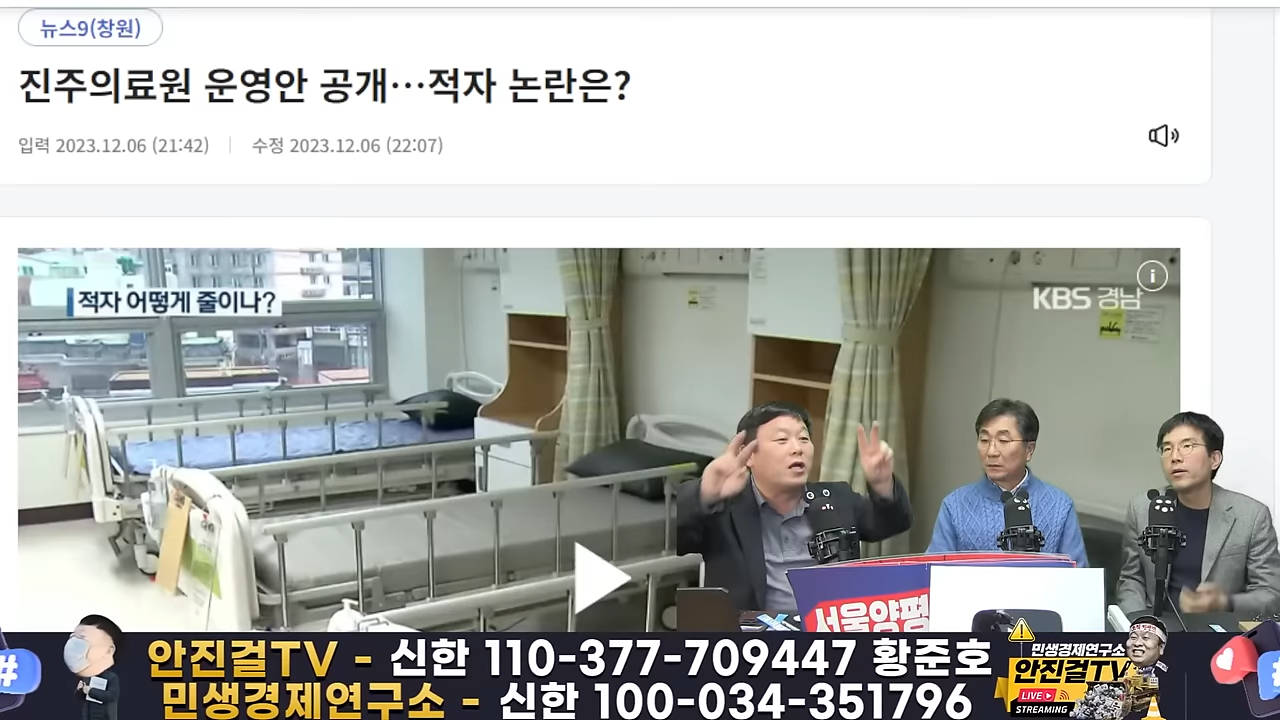 뉴스9(창원)
진주의료원 운영안 공개…적자 논란은?
입력 2023.12.06 (21:42)
수정 2023.12.06 (22:07)
적자 어떻게 줄이나?
KBS 경남
서울양평
안진걸TV - 신한 110-377-709447 황준호
민생경제연구소 - 신한 100-034-351796
민생경제연구소
안진걸TV
LIVE
STREAMING
#